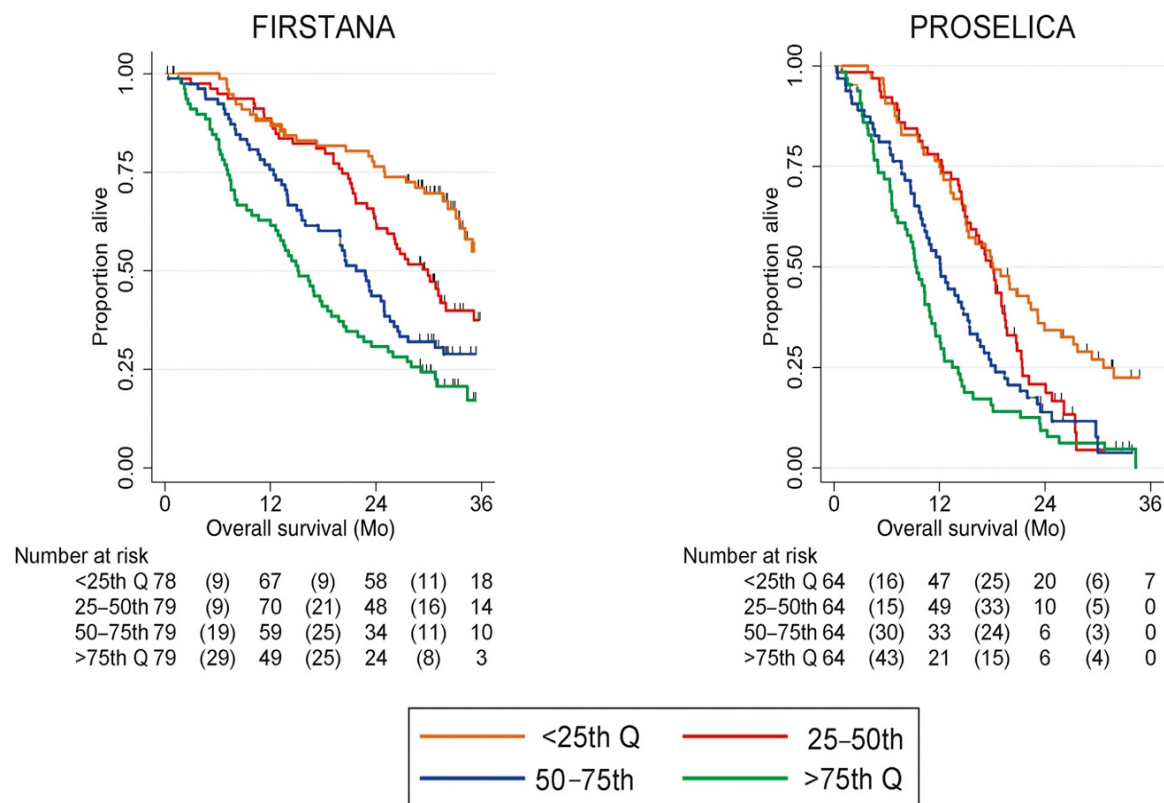 FIRSTANA
Proportion alive
1.00
0.75
0.50
0.25
0.00
0 12 24 36
Overall survival (Mo)
Number at risk
<25th Q 78 (9) 67 (9) 58 (11) 18
25–50th 79 (9) 70 (21) 48 (16) 14
50–75th 79 (19) 59 (25) 34 (11) 10
>75th Q 79 (29) 49 (25) 24 (8) 3
PROSELICA
Proportion alive
1.00
0.75
0.50
0.25
0.00
0 12 24 36
Overall survival (Mo)
Number at risk
<25th Q 64 (16) 47 (25) 20 (6) 7
25–50th 64 (15) 49 (33) 10 (5) 0
50–75th 64 (30) 33 (24) 6 (3) 0
>75th Q 64 (43) 21 (15) 6 (4) 0
<25th Q 25–50th
50–75th >75th Q